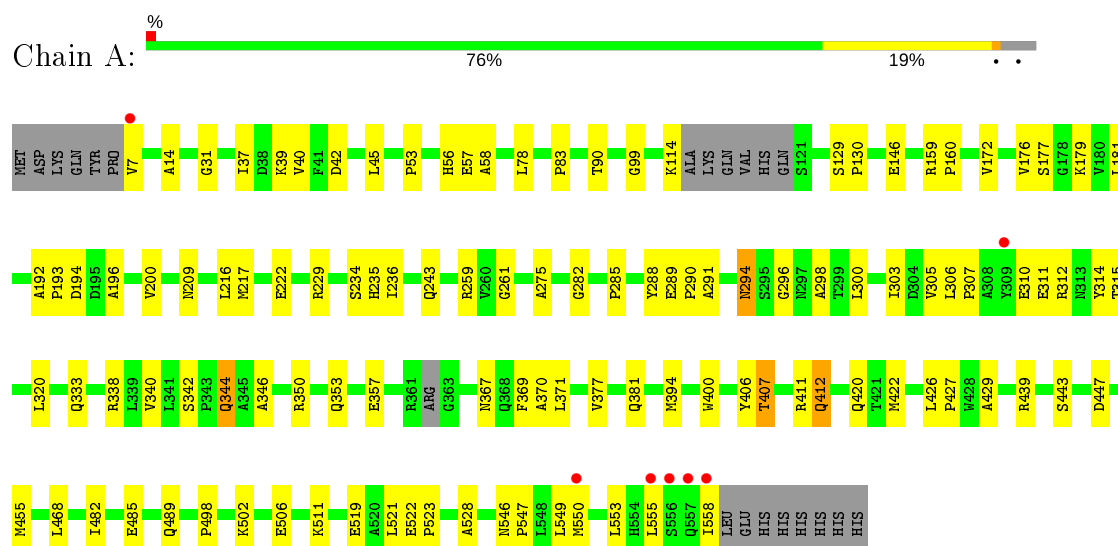 %
Chain A:
76% 19% • •
MET ASP LYS GLN TYR PRO V7 A14 G31 I37 D38 K39 V40 F41 D42 L45 P53 H56 E57 A58 L78 P83 T90 G99 K114 ALA LYS GLN VAL HIS GLN S121 S129 P130 E146 R159 P160 V172 V176 S177 G178 K179 V180 L181
A192 P193 D194 D195 A196 V200 N209 L216 M217 E222 R229 S234 H235 I236 Q243 R259 V260 G261 A275 G282 P285 Y288 E289 P290 A291 N294 S295 G296 N297 A298 T299 L300 I303 D304 V305 L306 P307 A308 Y309 E310 E311 R312 N313 Y314 T315
L320 Q333 R338 L339 V340 L341 S342 P343 Q344 A345 A346 R350 Q353 E357 R361 ARG G363 N367 Q368 F369 A370 L371 V377 Q381 M394 W400 Y406 T407 R411 Q412 Q420 T421 M422 L426 P427 W428 A429 R439 S443 D447
M455 L468 I482 E485 Q489 P498 K502 E506 K511 E519 A520 L521 E522 P523 A528 N546 P547 L548 L549 M550 L553 H554 L555 S556 Q557 I558 LEU GLU HIS HIS HIS HIS HIS HIS